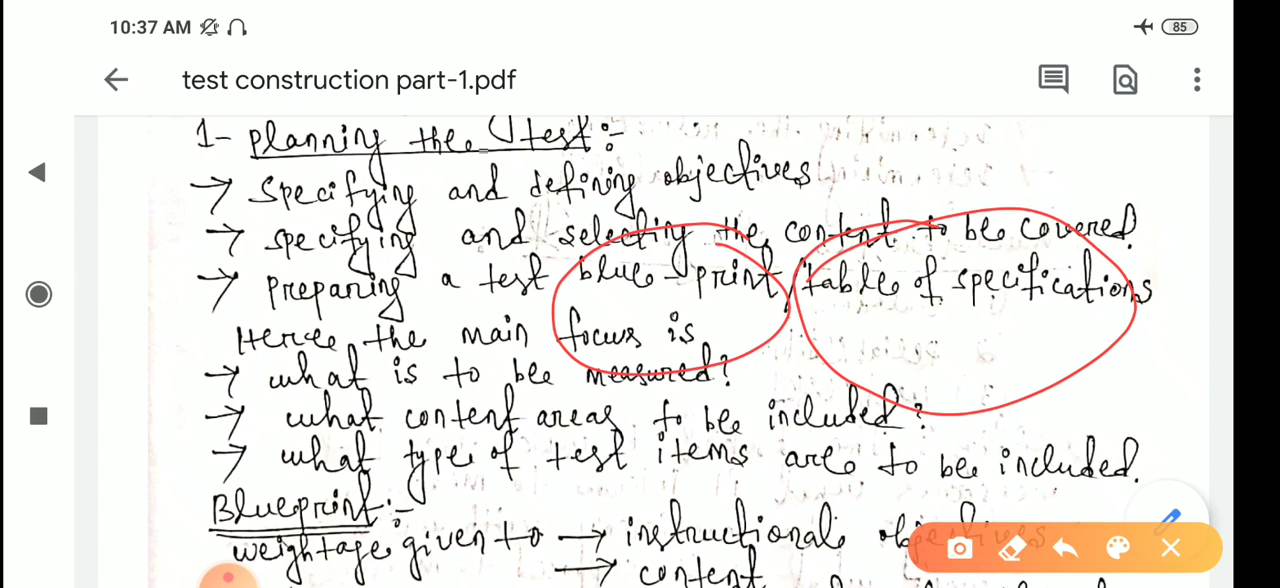 10:37 AM 85
test construction part-1.pdf
1- planning the test:-
→ specifying and defining objectives
→ specifying and selecting the content to be covered
→ preparing a test blue-print/table of specifications
Hence the main focus is
→ what is to be measured?
→ what content areas to be included?
→ what type of test items are to be included.
Blueprint:-
weightage given to → instructional objectives
→ content